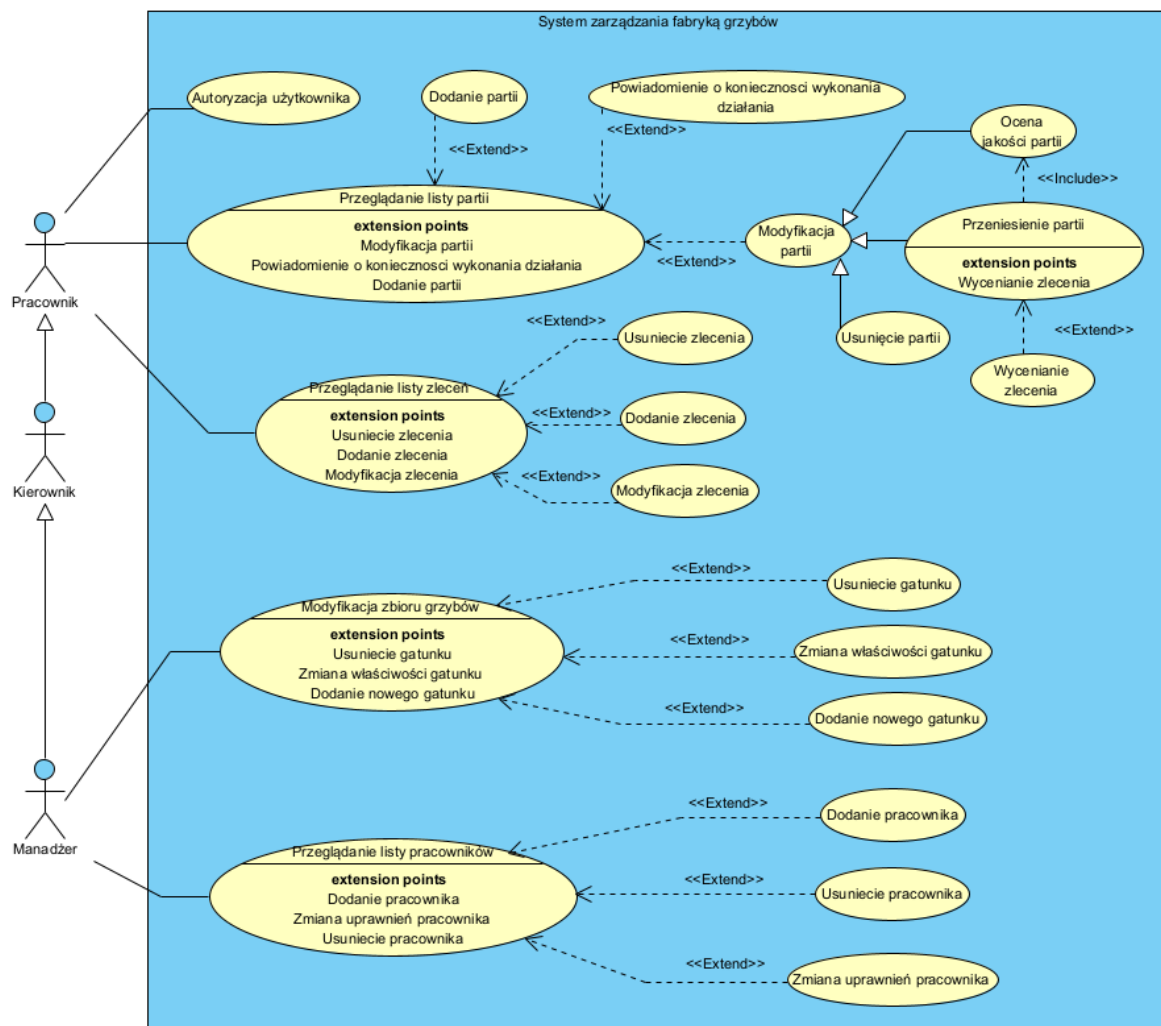 System zarządzania fabryką grzybów
Autoryzacja użytkownika
Dodanie partii
Powiadomienie o koniecznosci wykonania
działania
Ocena
jakości partii
<<Extend>>
<<Extend>>
<<Include>>
Przeglądanie listy partii
extension points
Modyfikacja partii
Powiadomienie o koniecznosci wykonania działania
Dodanie partii
Modyfikacja
partii
<<Extend>>
Przeniesienie partii
extension points
Wycenianie zlecenia
Pracownik
<<Extend>>
Usuniecie zlecenia
Usunięcie partii
<<Extend>>
Wycenianie
zlecenia
Przeglądanie listy zleceń
extension points
Usuniecie zlecenia
Dodanie zlecenia
Modyfikacja zlecenia
<<Extend>>
Dodanie zlecenia
<<Extend>>
Modyfikacja zlecenia
Kierownik
<<Extend>>
Usuniecie gatunku
Modyfikacja zbioru grzybów
extension points
Usuniecie gatunku
Zmiana właściwości gatunku
Dodanie nowego gatunku
<<Extend>>
Zmiana właściwości gatunku
<<Extend>>
Dodanie nowego gatunku
Manadżer
<<Extend>>
Dodanie pracownika
Przeglądanie listy pracowników
extension points
Dodanie pracownika
Zmiana uprawnień pracownika
Usuniecie pracownika
<<Extend>>
Usuniecie pracownika
<<Extend>>
Zmiana uprawnień pracownika